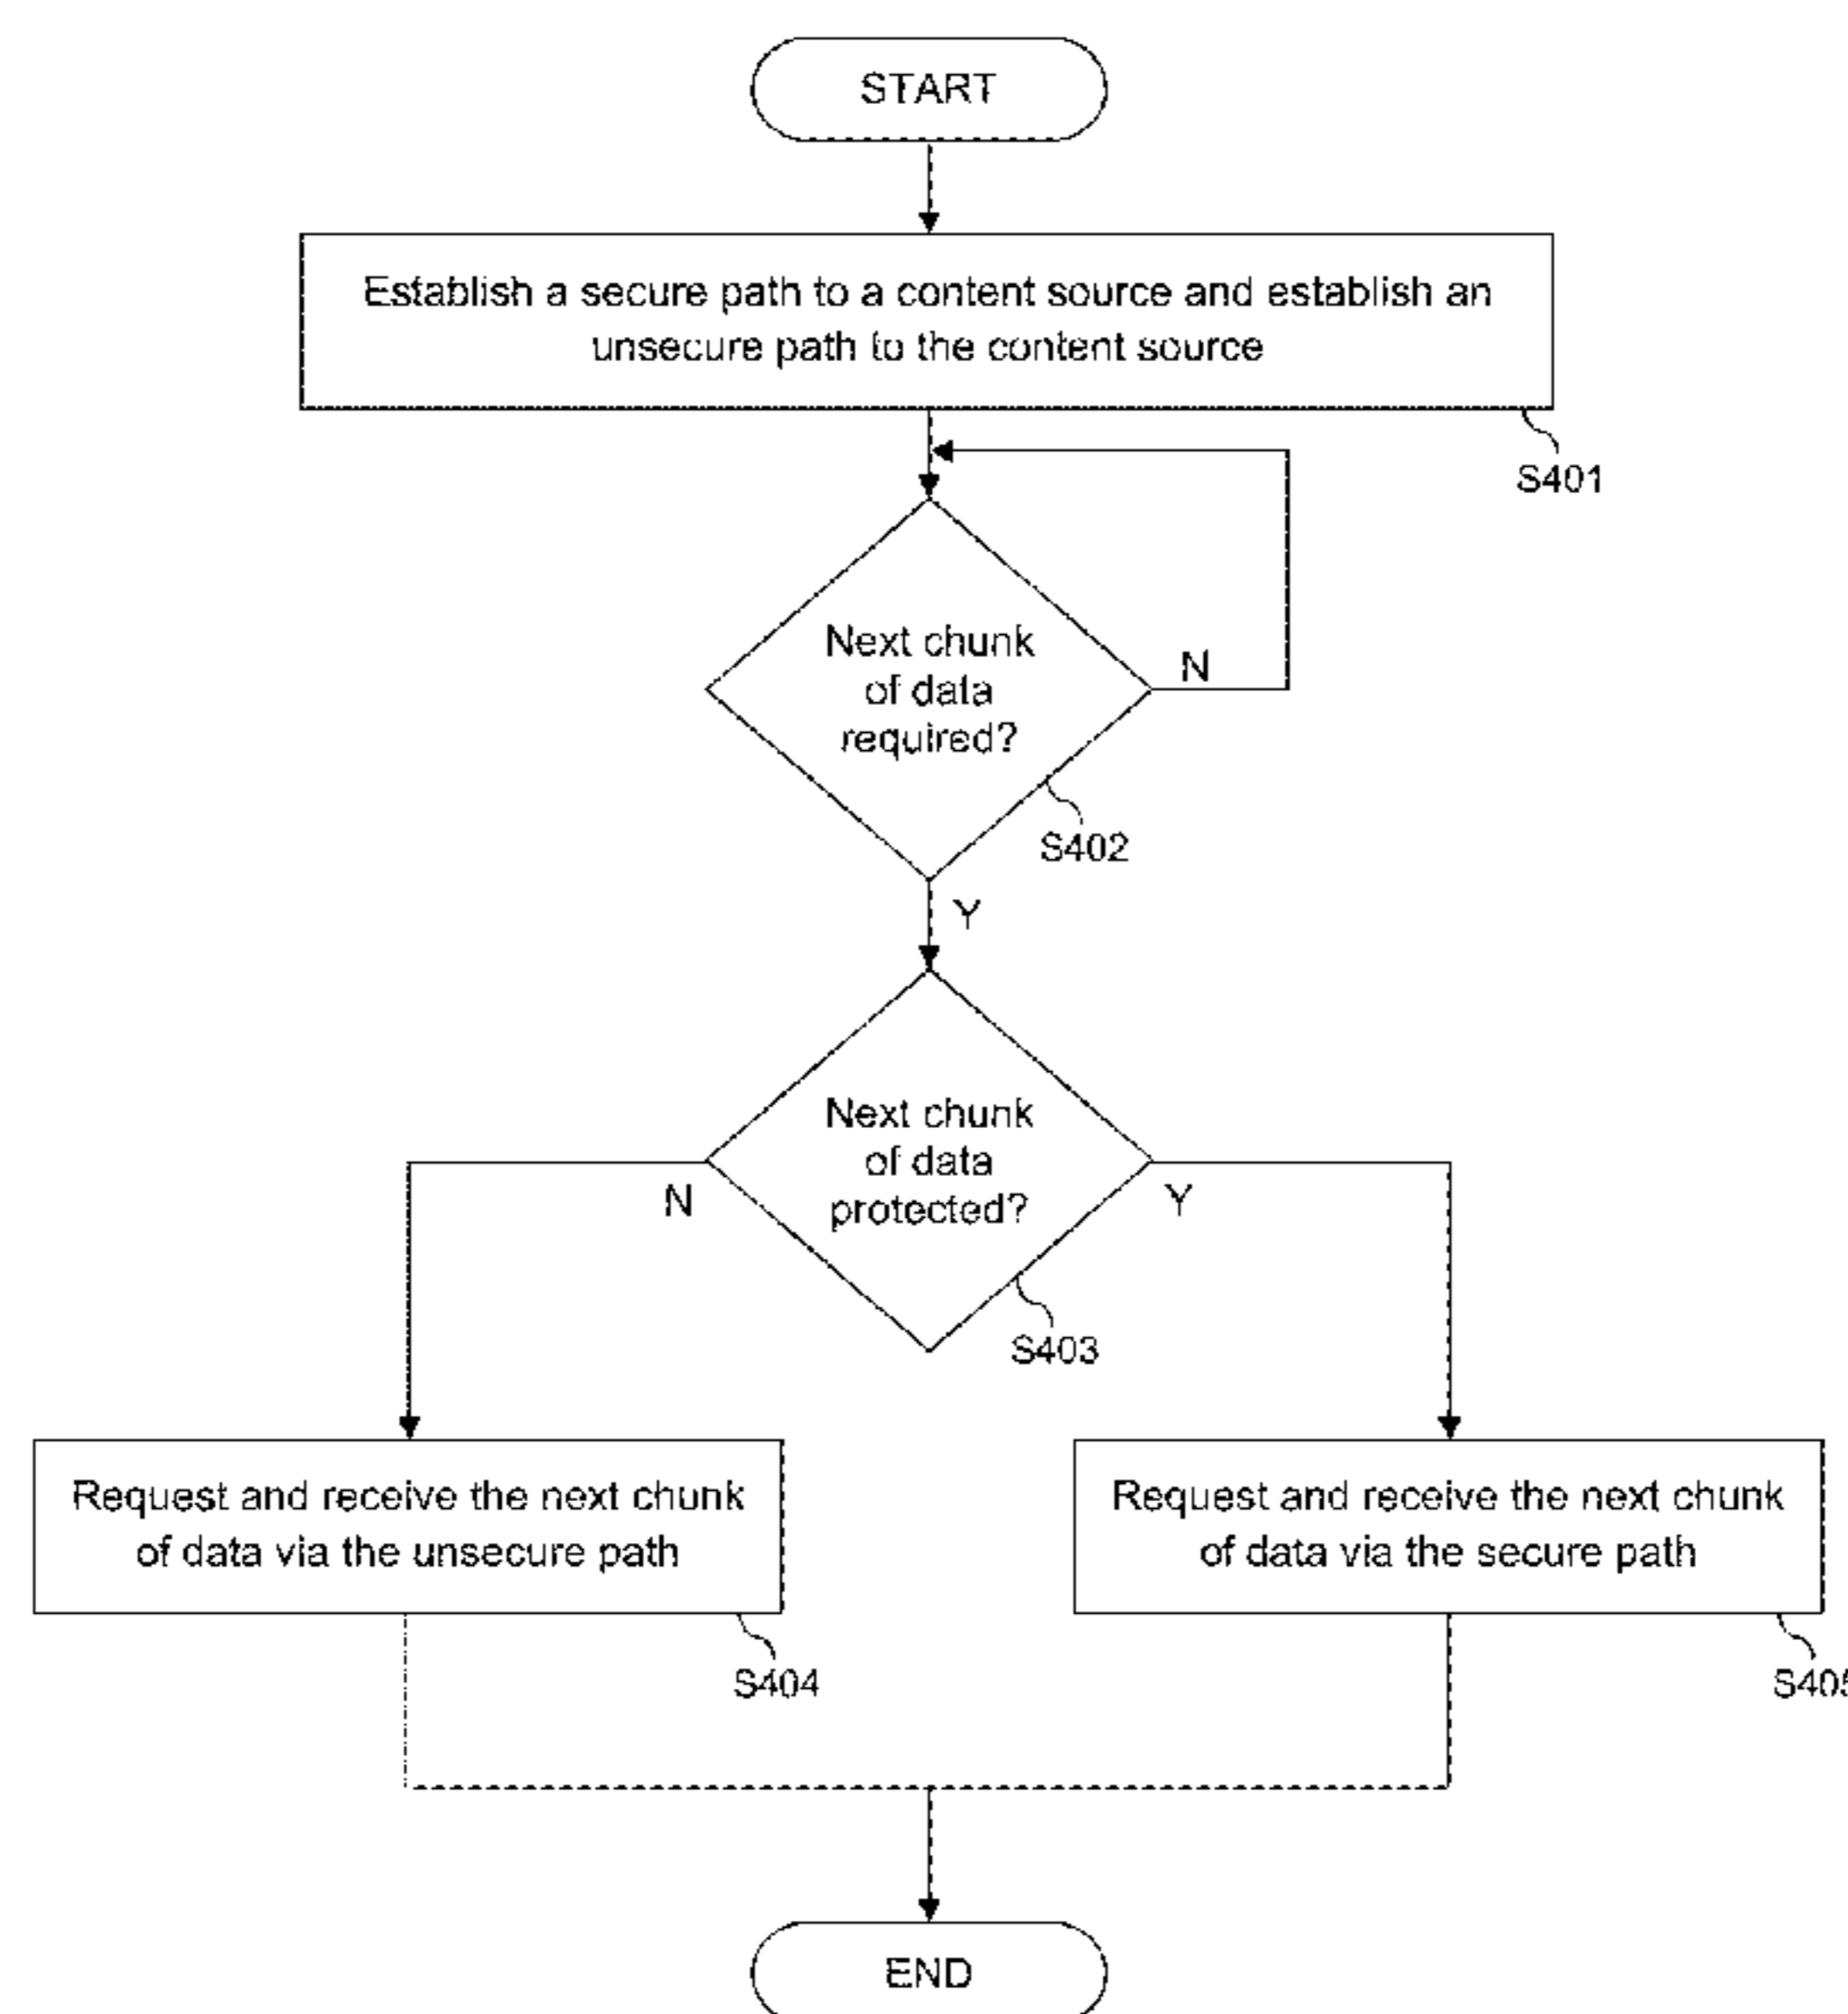 START
Establish a secure path to a content source and establish an
unsecure path to the content source
S401
Next chunk
of data
required?
N
S402
Y
Next chunk
of data
protected?
N
Y
S403
Request and receive the next chunk
of data via the unsecure path
S404
Request and receive the next chunk
of data via the secure path
S405
END